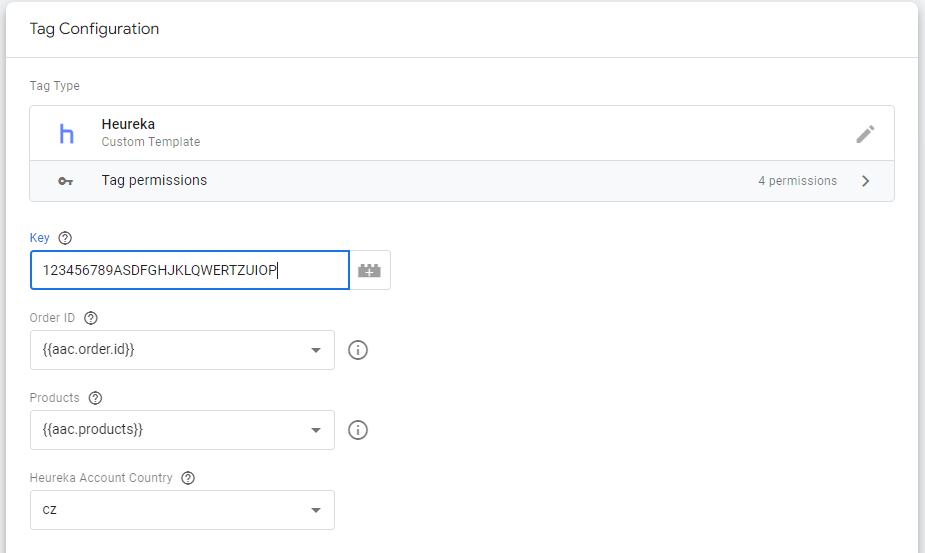 Tag Configuration
Tag Type
Heureka
Custom Template
Tag permissions 4 permissions
Key
123456789ASDFGHJKLQWERTZUIOP
Order ID
{{aac.order.id}}
Products
{{aac.products}}
Heureka Account Country
cz